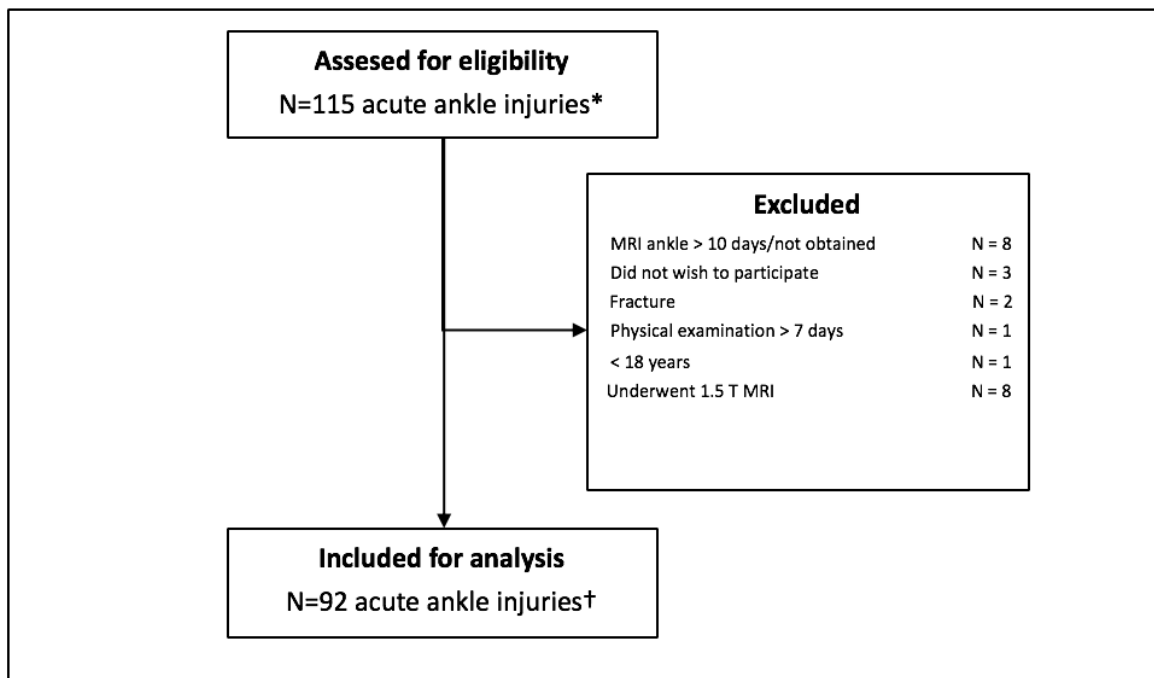 Assesed for eligibility
N=115 acute ankle injuries*
Excluded
MRI ankle > 10 days/not obtained N = 8
Did not wish to participate N = 3
Fracture N = 2
Physical examination > 7 days N = 1
< 18 years N = 1
Underwent 1.5 T MRI N = 8
Included for analysis
N=92 acute ankle injuries†